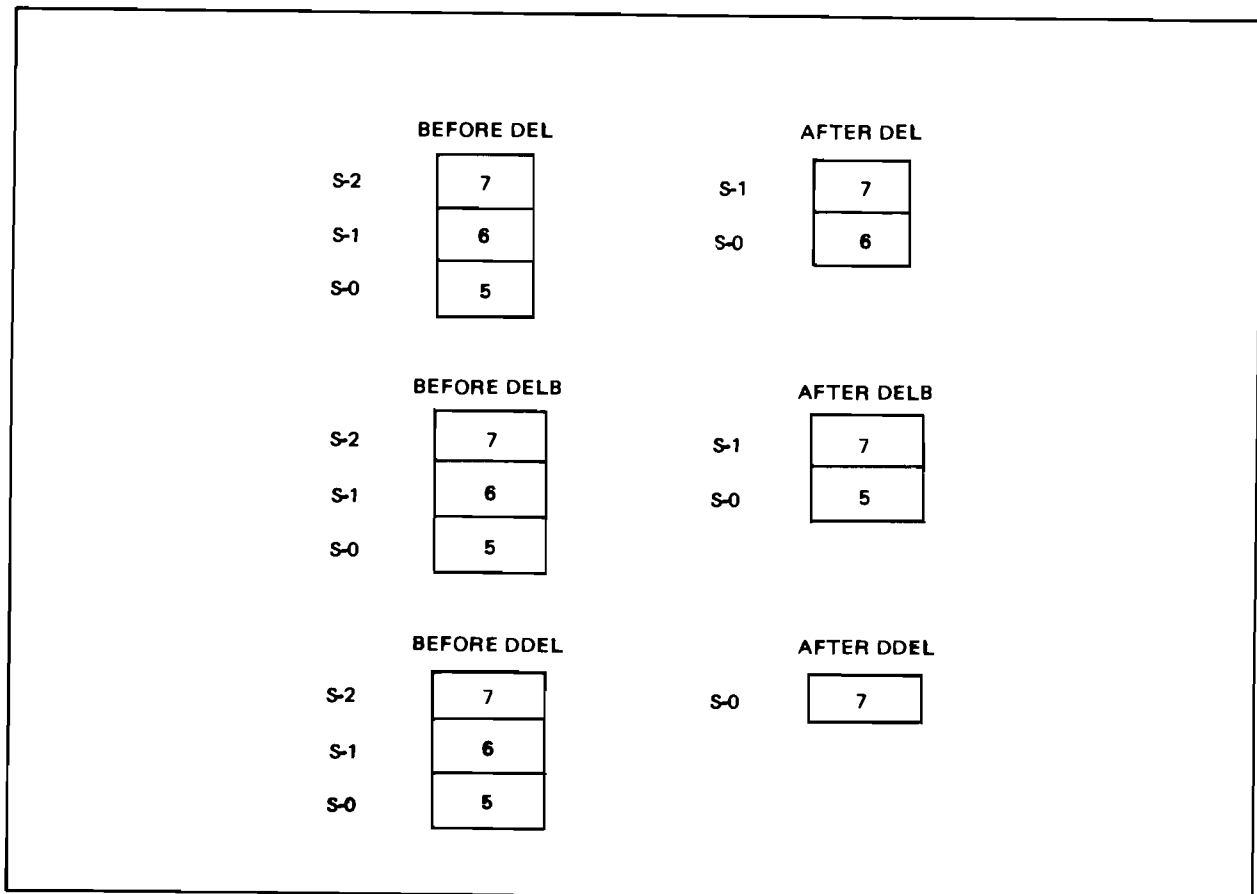 BEFORE DEL AFTER DEL
S-2 7 S-1 7
S-1 6 S-0 6
S-0 5
BEFORE DELB AFTER DELB
S-2 7 S-1 7
S-1 6 S-0 5
S-0 5
BEFORE DDEL AFTER DDEL
S-2 7 S-0 7
S-1 6
S-0 5